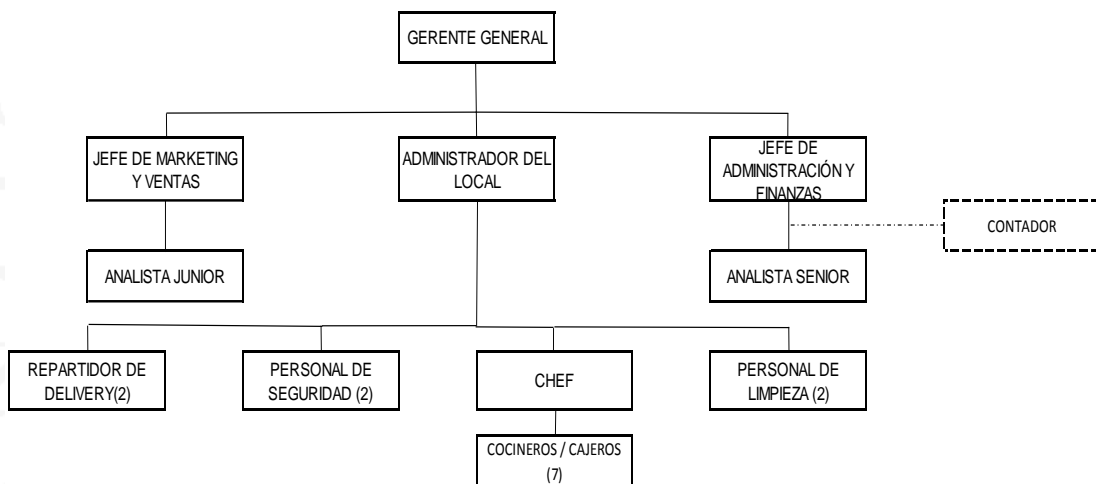 GERENTE GENERAL
JEFE DE MARKETING
Y VENTAS
ADMINISTRADOR DEL
LOCAL
JEFE DE
ADMINISTRACIÓN Y
FINANZAS
CONTADOR
ANALISTA JUNIOR
ANALISTA SENIOR
REPARTIDOR DE
DELIVERY(2)
PERSONAL DE
SEGURIDAD (2)
CHEF
PERSONAL DE
LIMPIEZA (2)
COCINEROS / CAJEROS
(7)